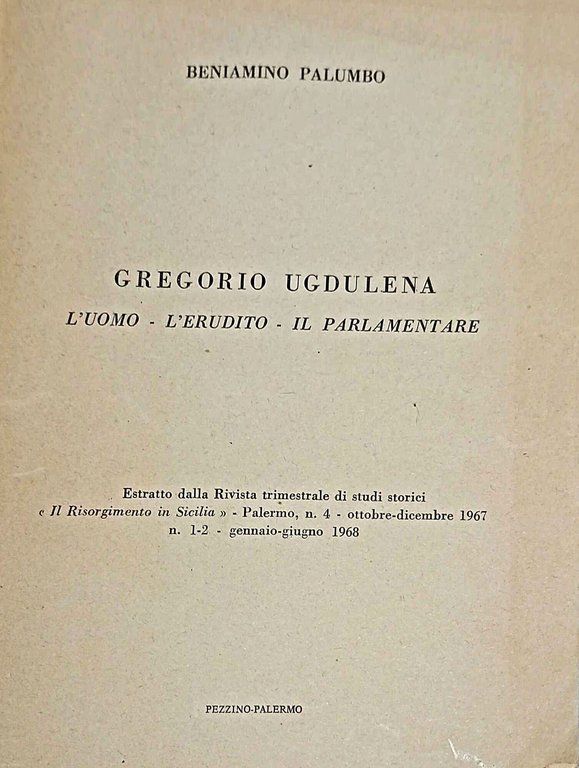 BENIAMINO PALUMBO
GREGORIO UGDULENA
L'UOMO - L'ERUDITO - IL PARLAMENTARE
Estratto dalla Rivista trimestrale di studi storici
« Il Risorgimento in Sicilia » - Palermo, n. 4 - ottobre-dicembre 1967
n. 1-2 - gennaio-giugno 1968
PEZZINO-PALERMO